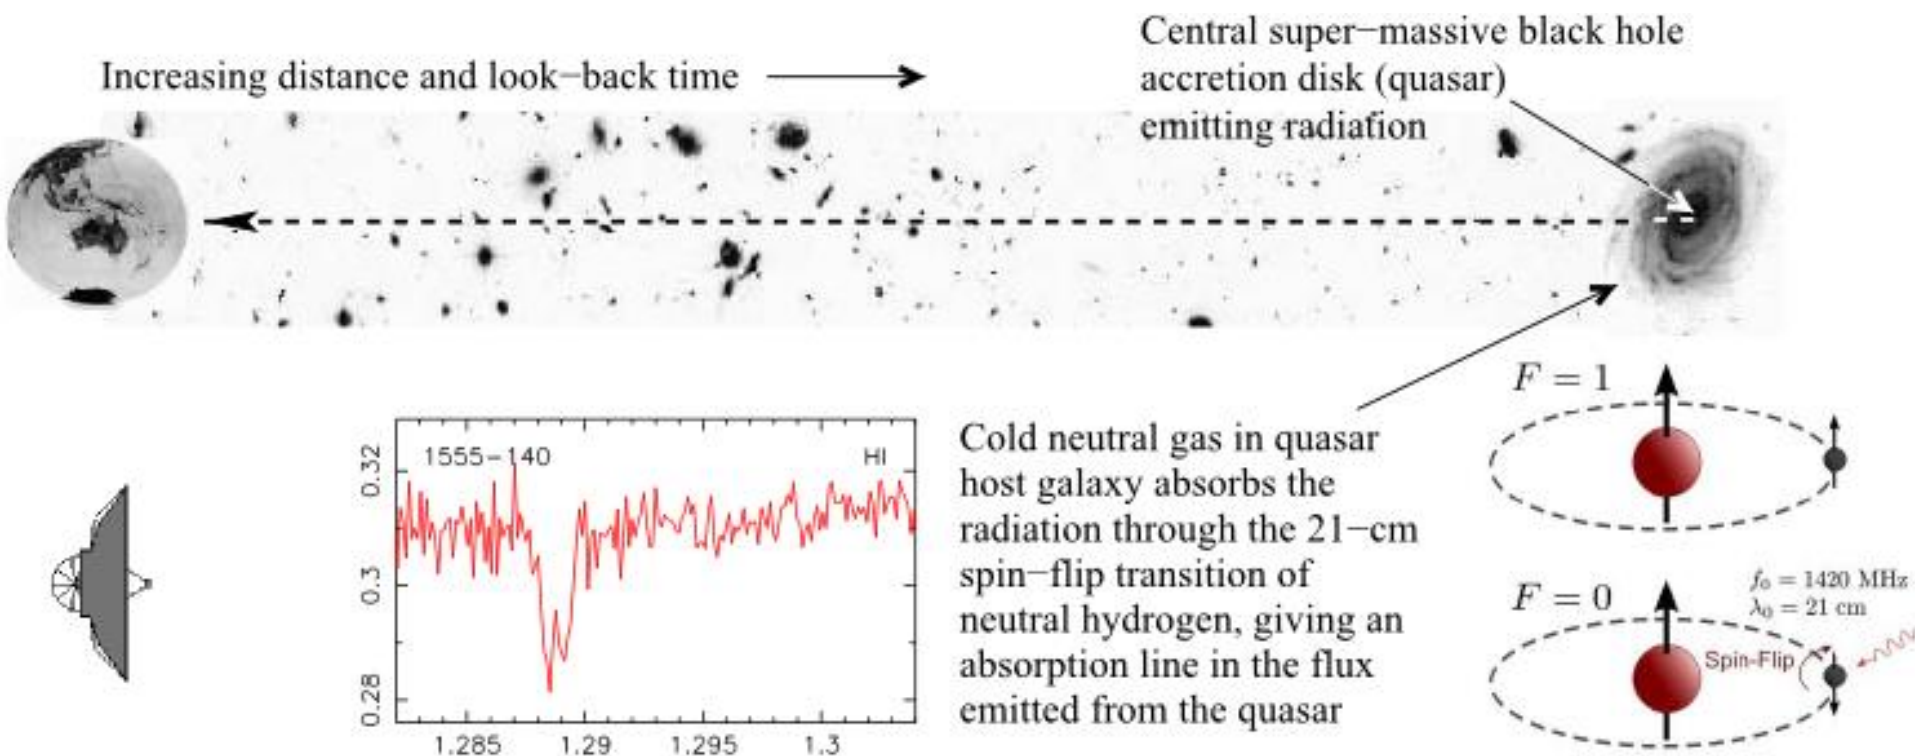 Central super−massive black hole
accretion disk (quasar)
emitting radiation
Increasing distance and look−back time
1555−140
HI
0.32
0.3
0.28
1.285
1.29
1.295
1.3
Cold neutral gas in quasar
host galaxy absorbs the
radiation through the 21−cm
spin−flip transition of
neutral hydrogen, giving an
absorption line in the flux
emitted from the quasar
F = 1
F = 0
f₀ = 1420 MHz
λ₀ = 21 cm
Spin-Flip